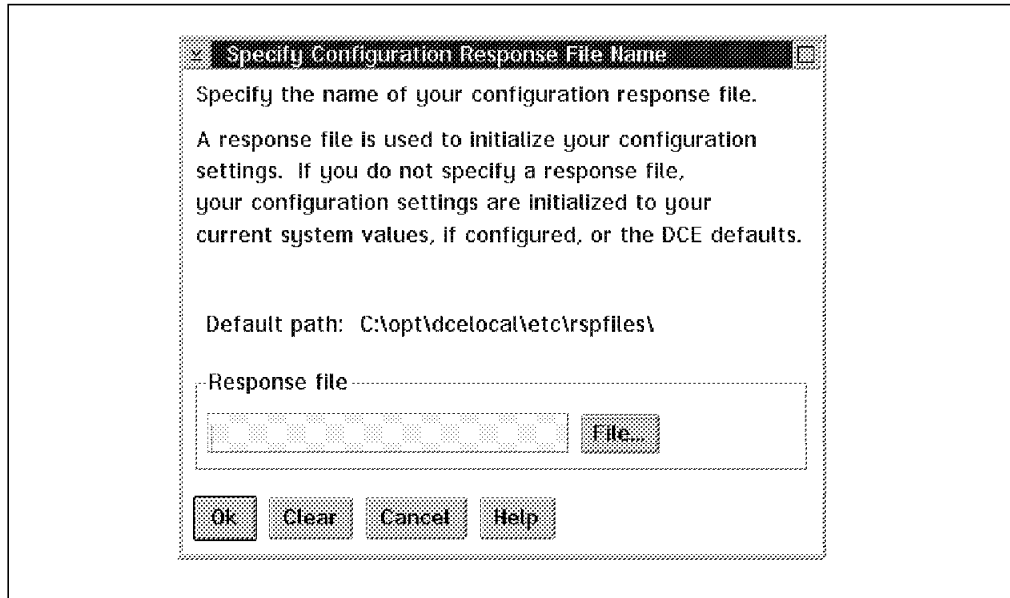 Specify Configuration Response File Name
Specify the name of your configuration response file.
A response file is used to initialize your configuration
settings. If you do not specify a response file,
your configuration settings are initialized to your
current system values, if configured, or the DCE defaults.
Default path: C:\opt\dcelocal\etc\rspfiles\
Response file
File...
Ok Clear Cancel Help